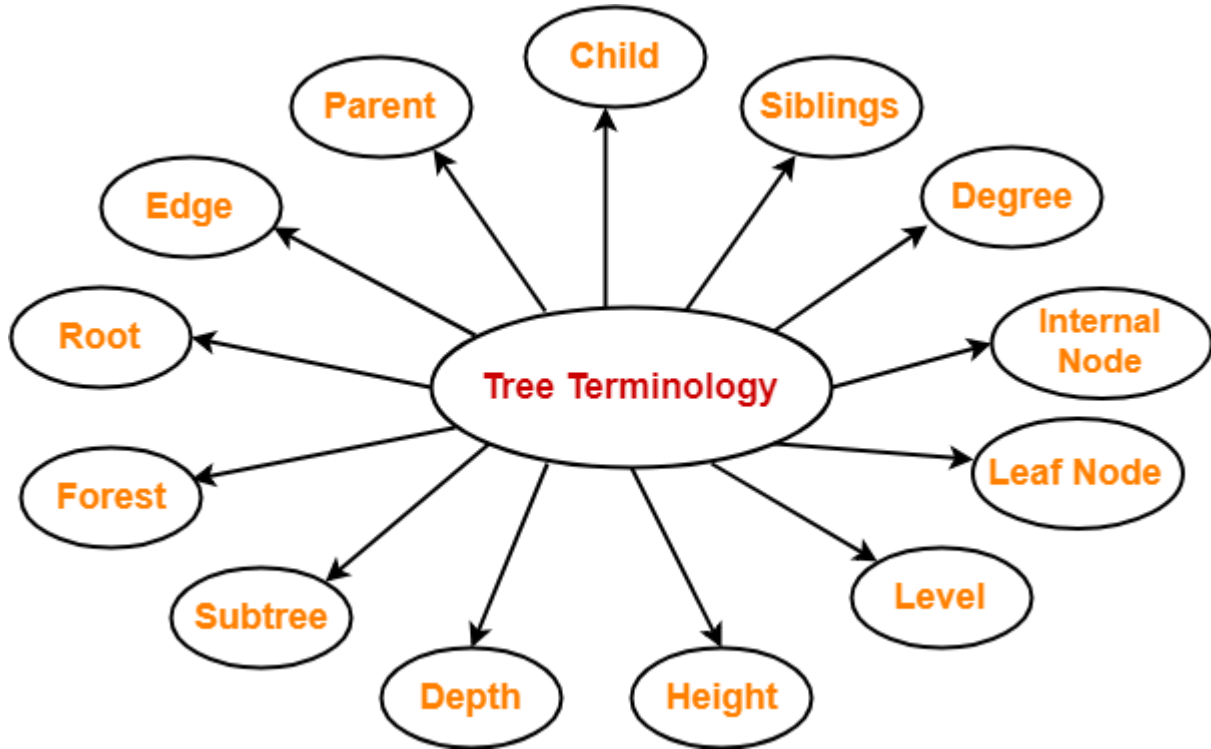 Child
Parent
Siblings
Edge
Degree
Root
Internal
Node
Tree Terminology
Forest
Leaf Node
Subtree
Level
Depth
Height